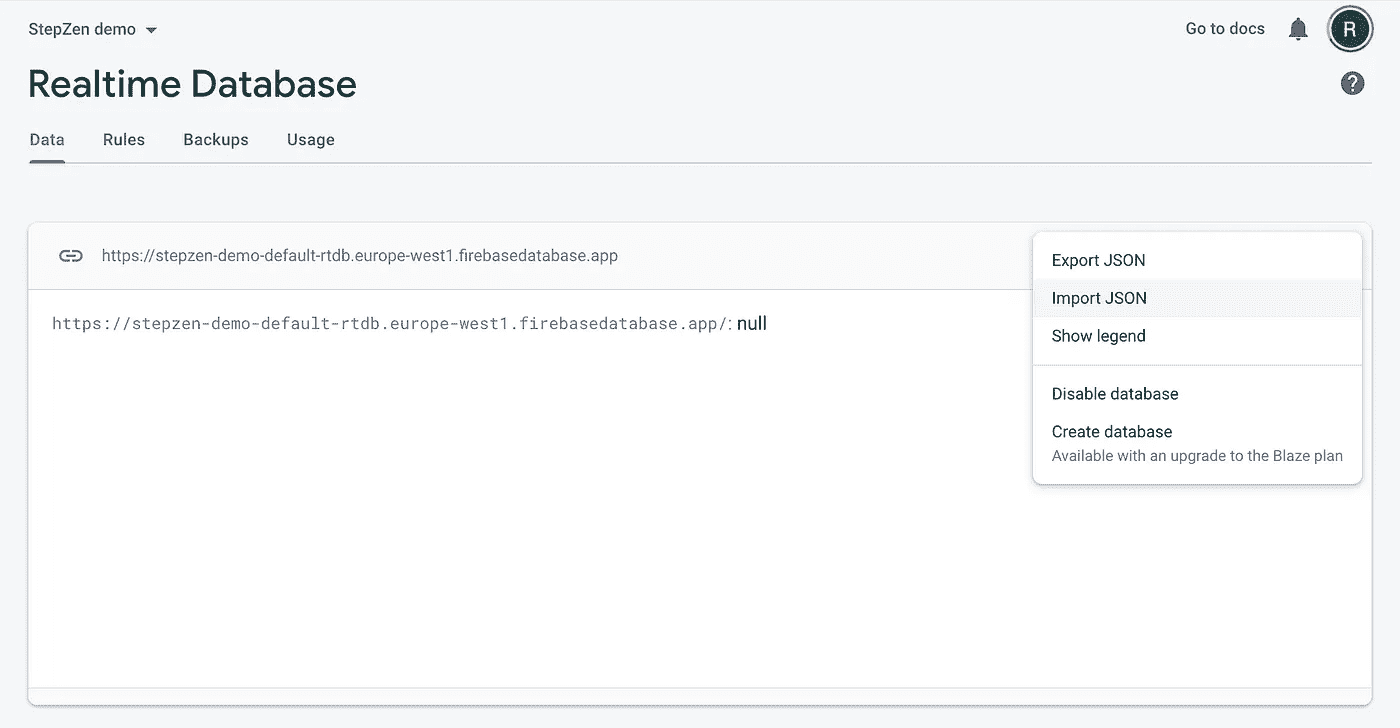 StepZen demo
Go to docs
R
Realtime Database
?
Data
Rules
Backups
Usage
https://stepzen-demo-default-rtdb.europe-west1.firebasedatabase.app
https://stepzen-demo-default-rtdb.europe-west1.firebasedatabase.app/: null
Export JSON
Import JSON
Show legend
Disable database
Create database
Available with an upgrade to the Blaze plan